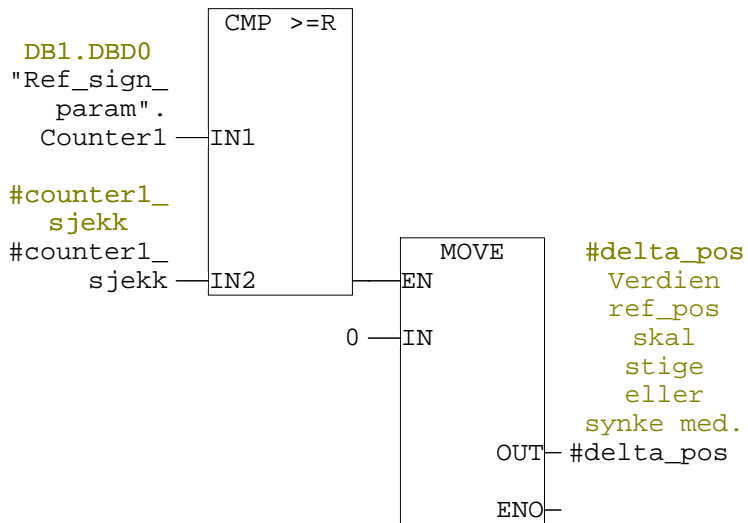 CMP >=R
DB1.DBD0
"Ref_sign_
param".
Counter1
IN1
#counter1_
sjekk
#counter1_
sjekk
IN2
MOVE
EN
0
IN
#delta_pos
Verdien
ref_pos
skal
stige
eller
synke med.
OUT
#delta_pos
ENO